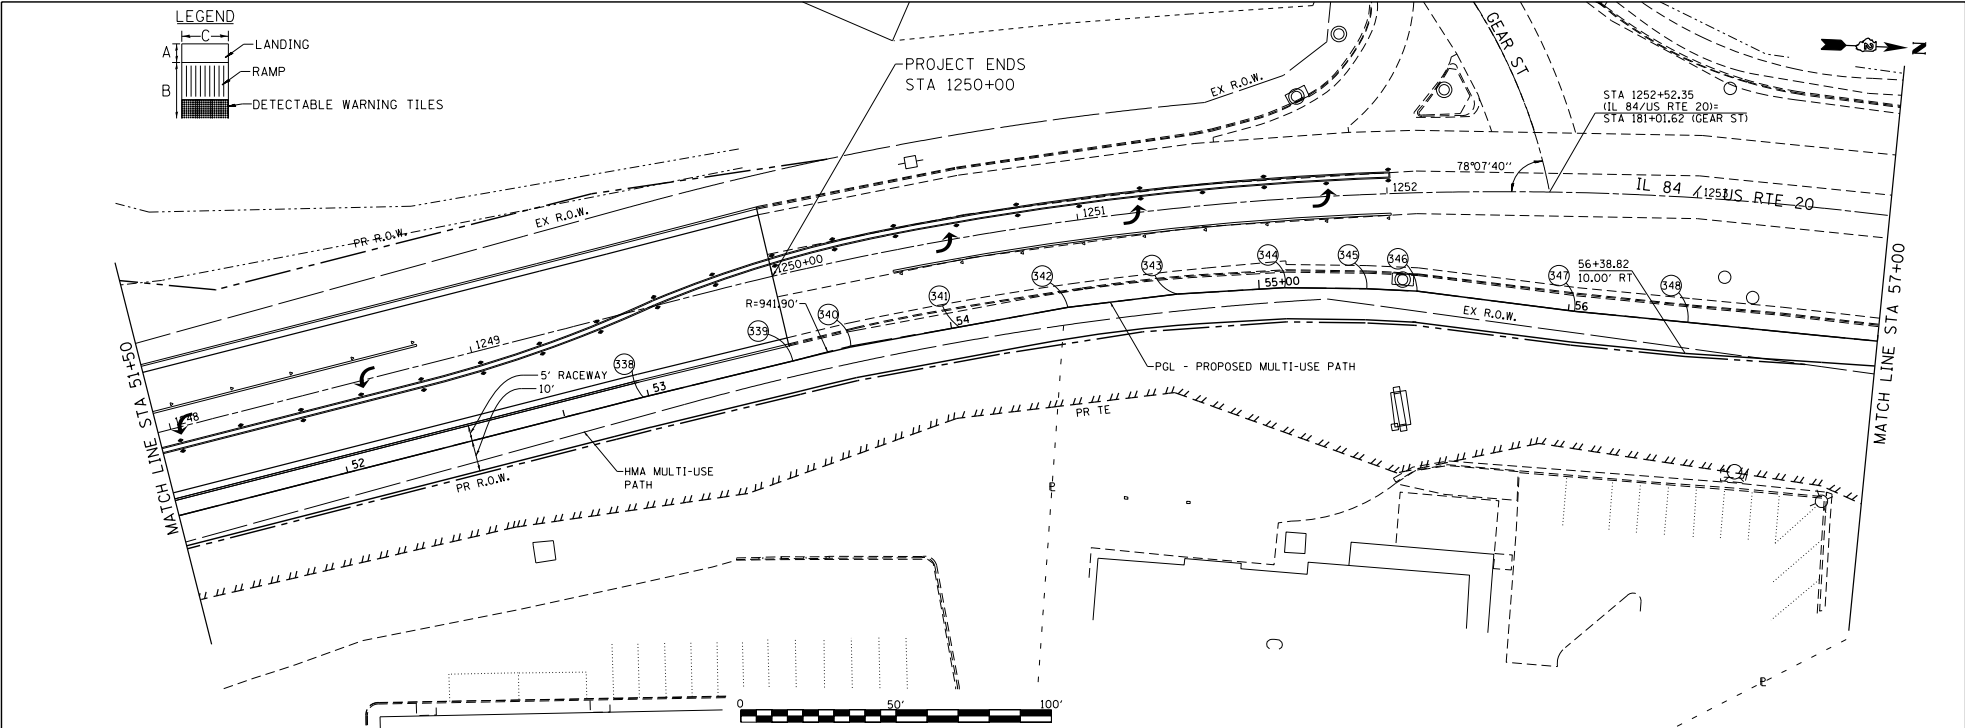 LEGEND
C
A
LANDING
RAMP
B
DETECTABLE WARNING TILES
PROJECT ENDS
STA 1250+00
EX R.O.W.
GEAR ST
N
STA 1252+52.35
(IL 84/US RTE 20)=
STA 181+01.62 (GEAR ST)
78°07'40"
1252
IL 84 / US RTE 20
1253
1251
EX R.O.W.
PR R.O.W.
1250+00
R=941.90'
339
340
341
342
343
344
345
346
347
348
56+38.82
10.00' RT
54
55+00
56
EX R.O.W.
1249
338
5' RACEWAY
10'
53
PGL - PROPOSED MULTI-USE PATH
1248
52
PR TE
HMA MULTI-USE
PATH
PR R.O.W.
MATCH LINE STA 51+50
MATCH LINE STA 57+00
P
C
P
0
50'
100'